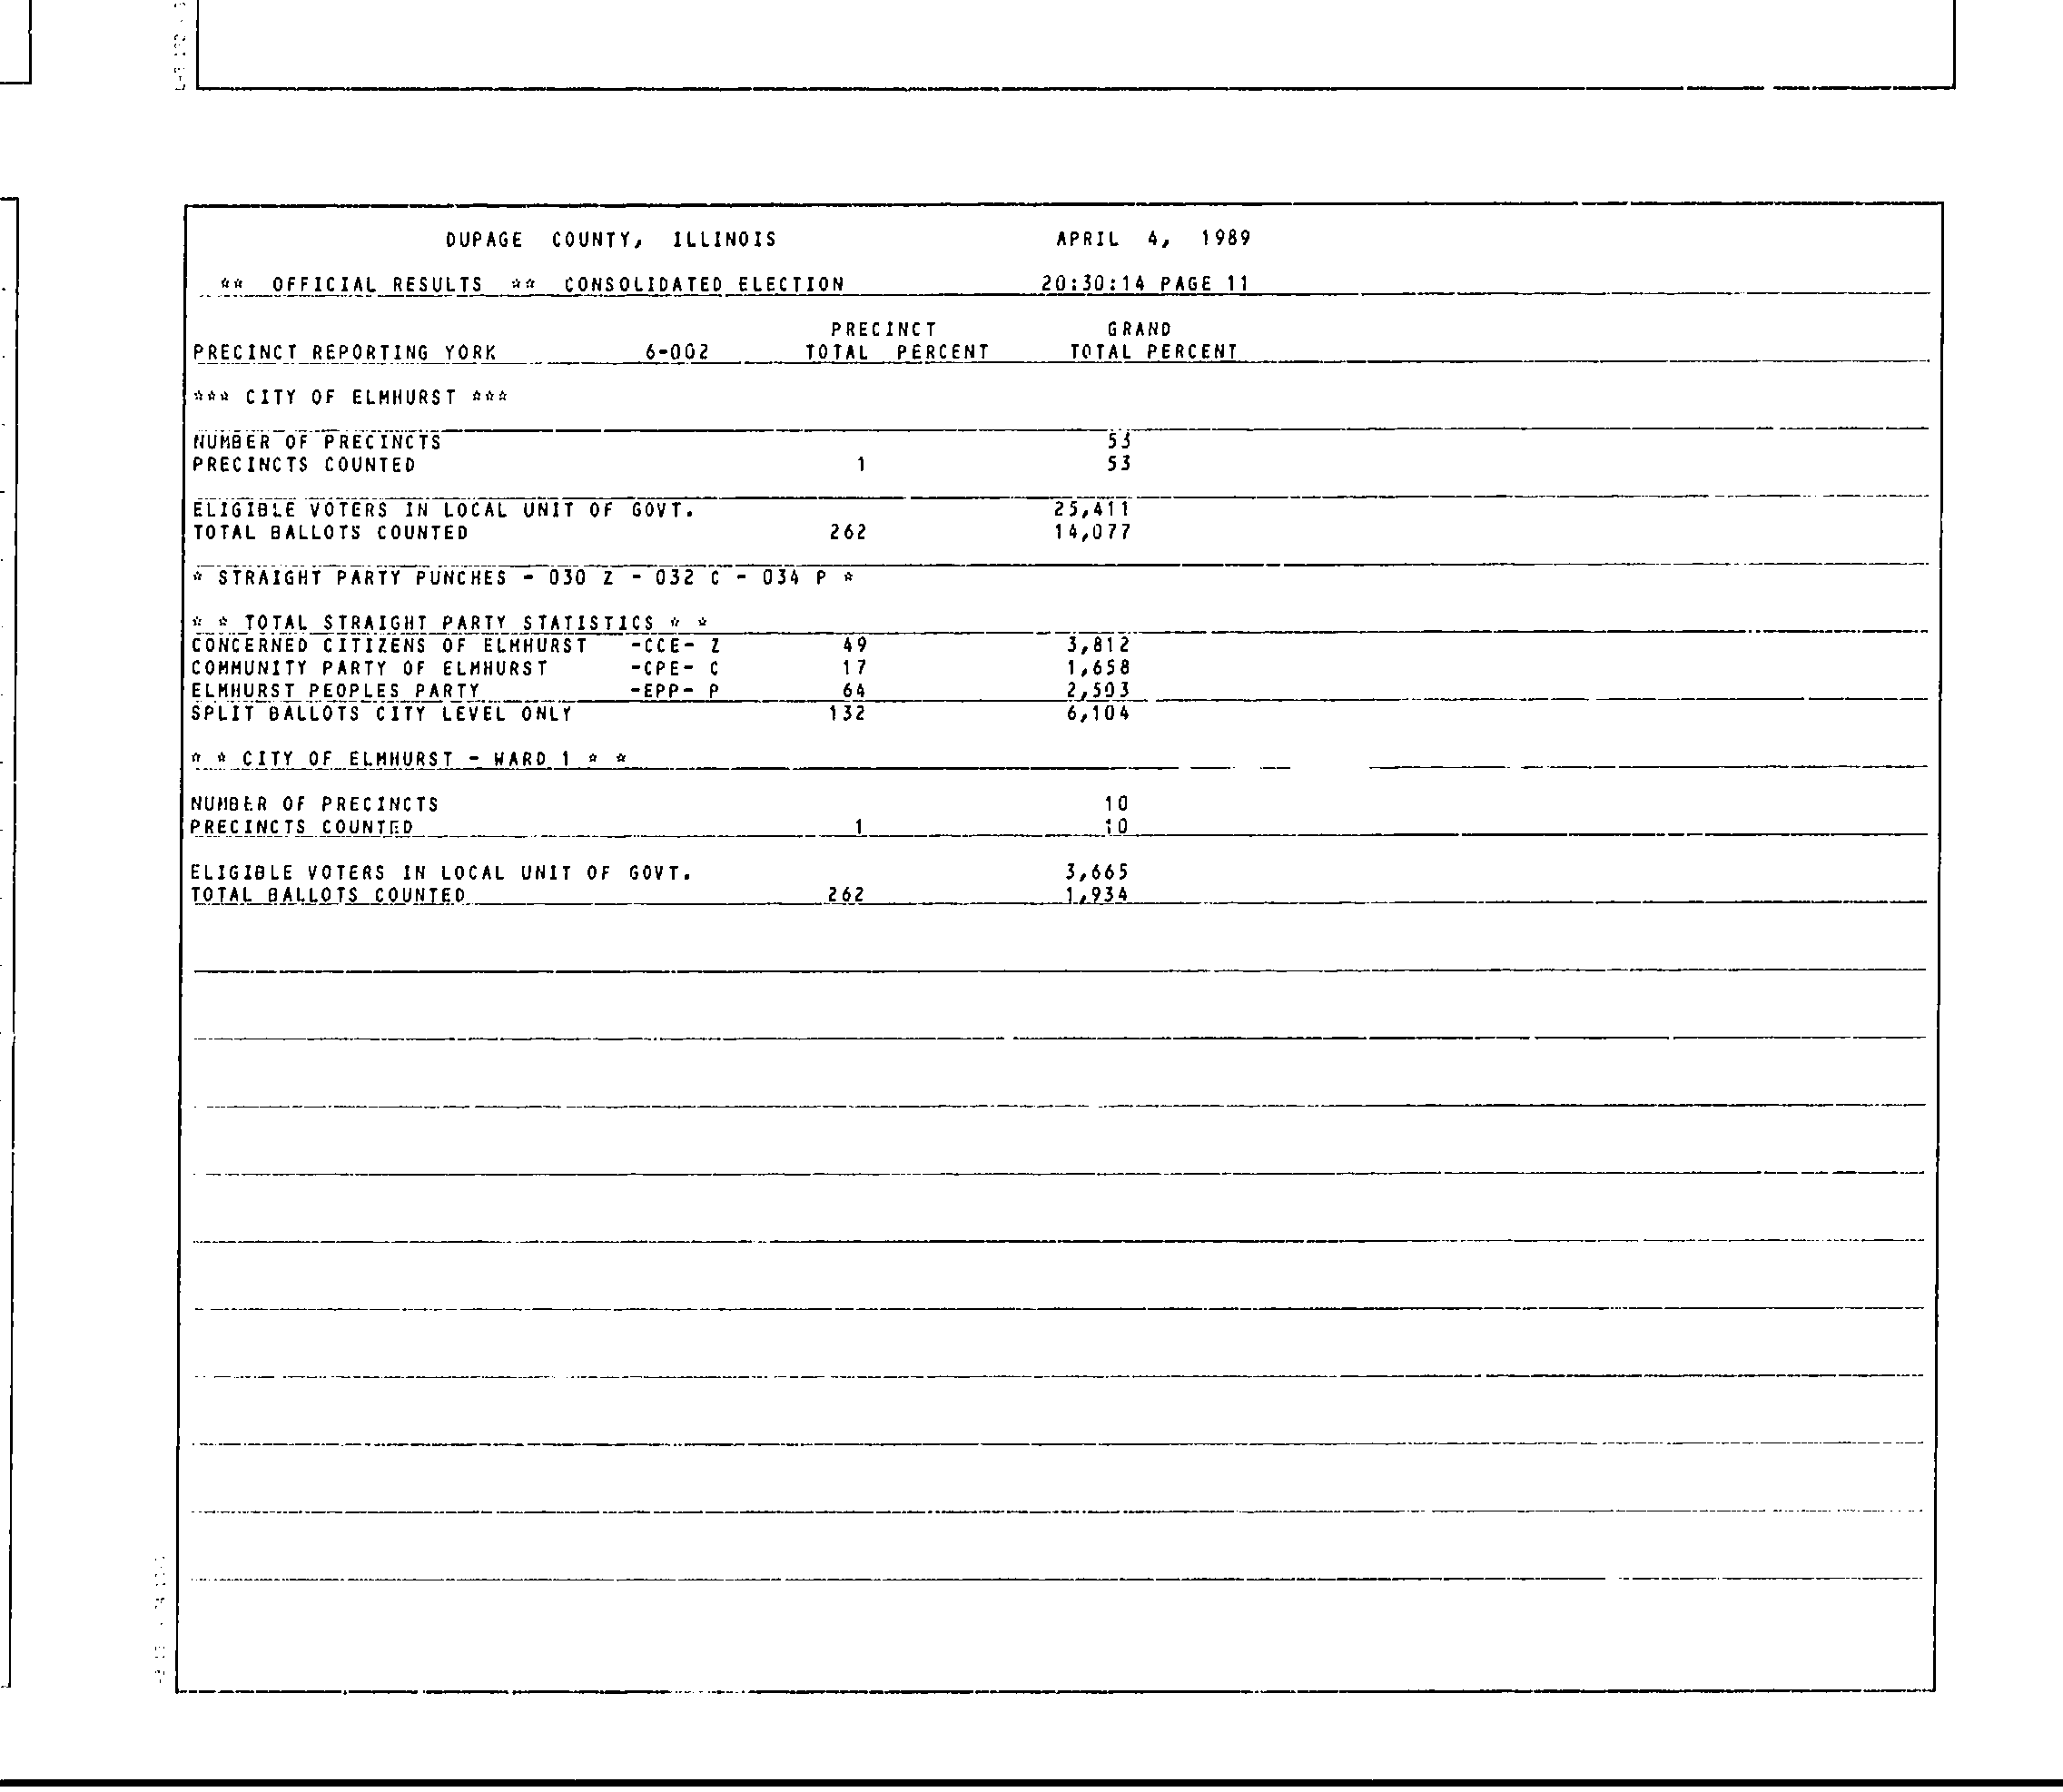 DUPAGE COUNTY, ILLINOIS APRIL 4, 1989
** OFFICIAL RESULTS ** CONSOLIDATED ELECTION 20:30:14 PAGE 11
PRECINCT GRAND
PRECINCT REPORTING YORK 6-002 TOTAL PERCENT TOTAL PERCENT
*** CITY OF ELMHURST ***
NUMBER OF PRECINCTS 53
PRECINCTS COUNTED 1 53
ELIGIBLE VOTERS IN LOCAL UNIT OF GOVT. 25,411
TOTAL BALLOTS COUNTED 262 14,077
* STRAIGHT PARTY PUNCHES - 030 Z - 032 C - 034 P *
* * TOTAL STRAIGHT PARTY STATISTICS * *
CONCERNED CITIZENS OF ELMHURST -CCE- Z 49 3,812
COMMUNITY PARTY OF ELMHURST -CPE- C 17 1,658
ELMHURST PEOPLES PARTY -EPP- P 64 2,503
SPLIT BALLOTS CITY LEVEL ONLY 132 6,104
* * CITY OF ELMHURST - WARD 1 * *
NUMBER OF PRECINCTS 10
PRECINCTS COUNTED 1 10
ELIGIBLE VOTERS IN LOCAL UNIT OF GOVT. 3,665
TOTAL BALLOTS COUNTED 262 1,934